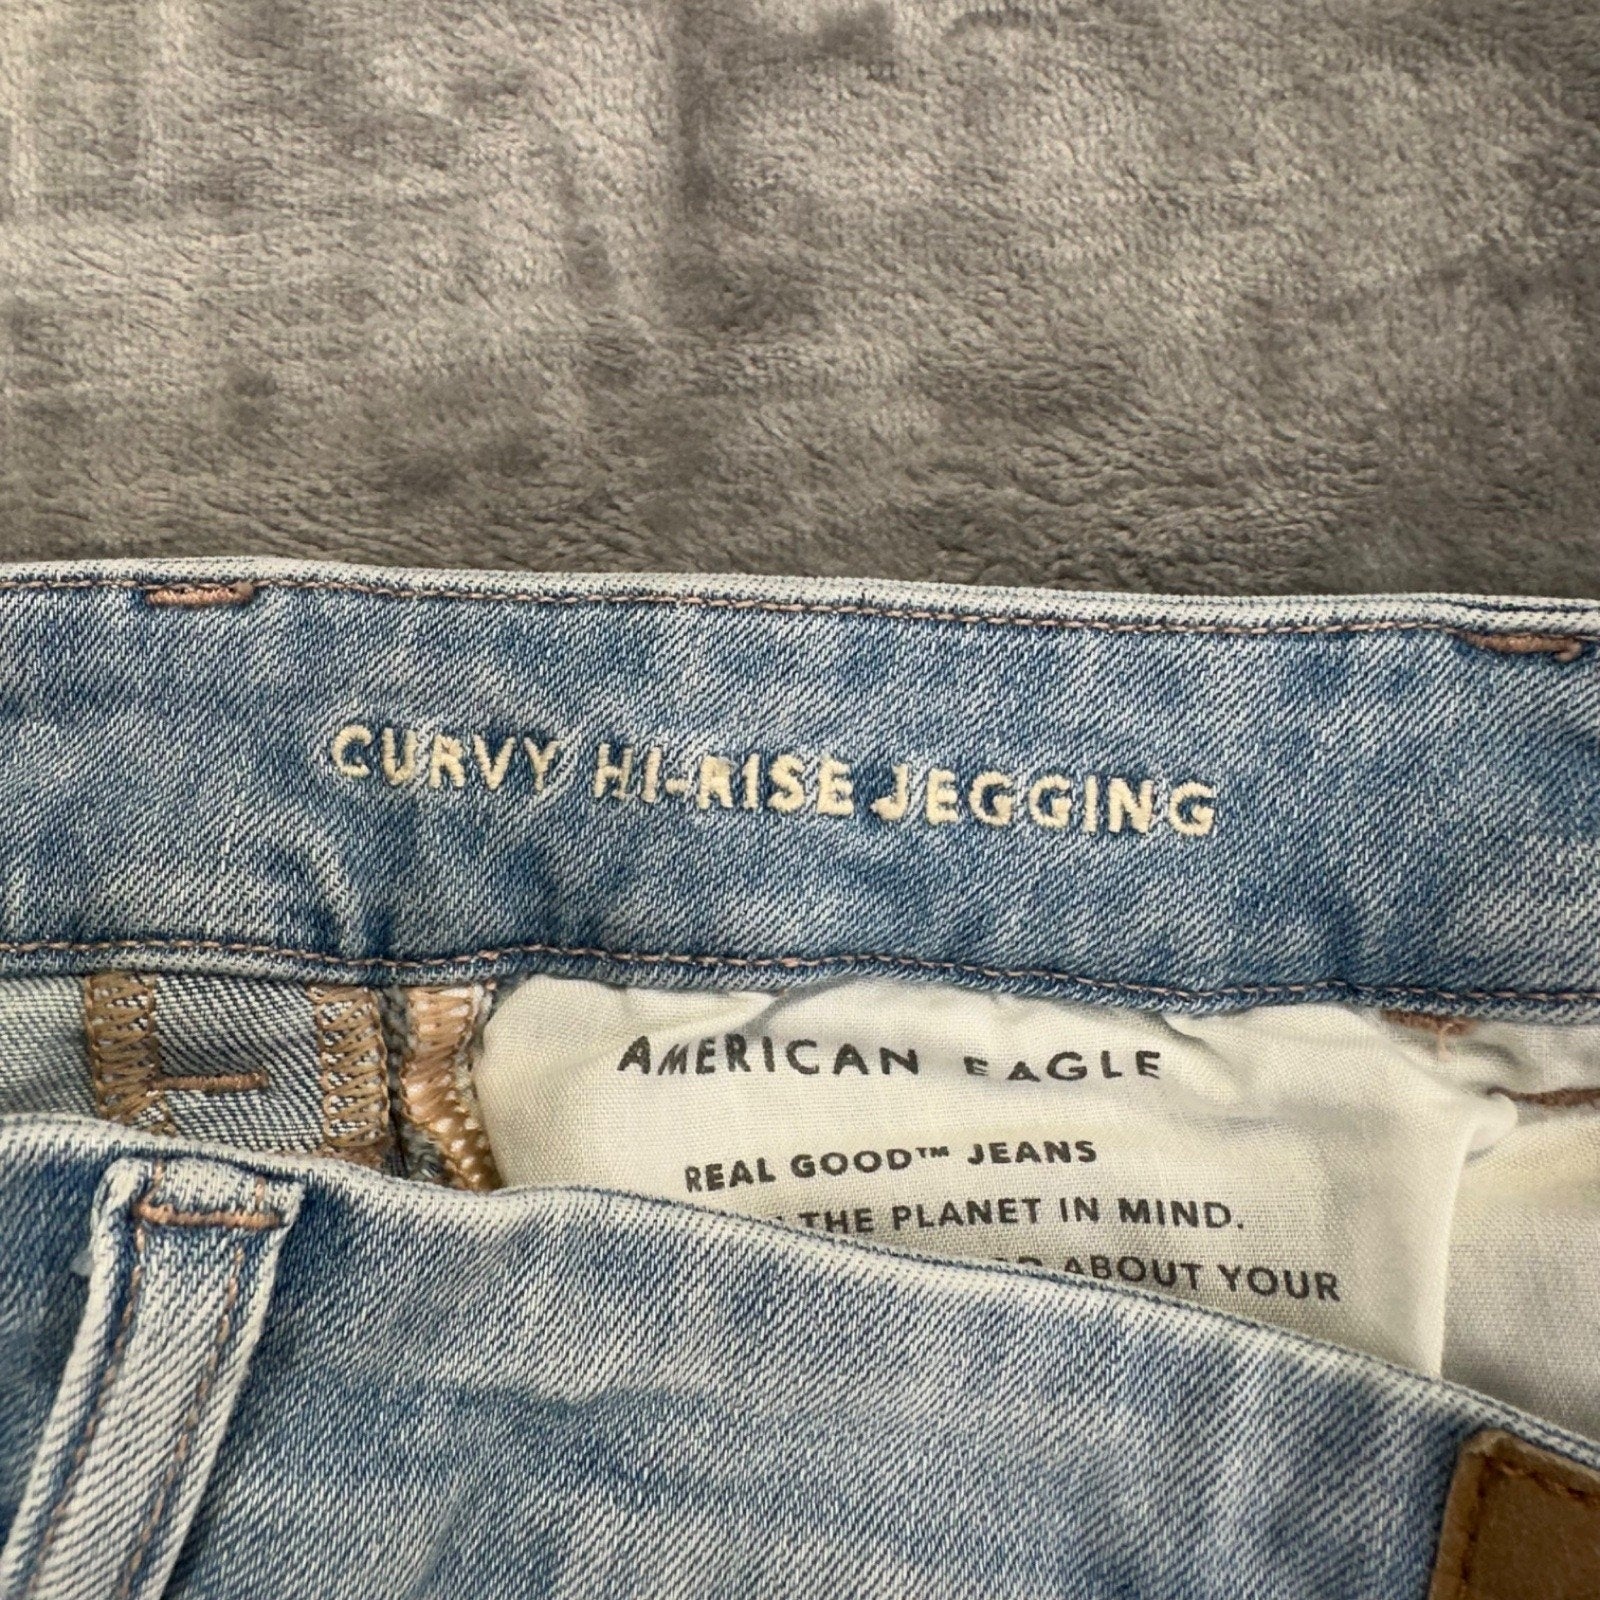 CURVY HI-RISE JEGGING
AMERICAN EAGLE
REAL GOOD™ JEANS
THE PLANET IN MIND.
ABOUT YOUR